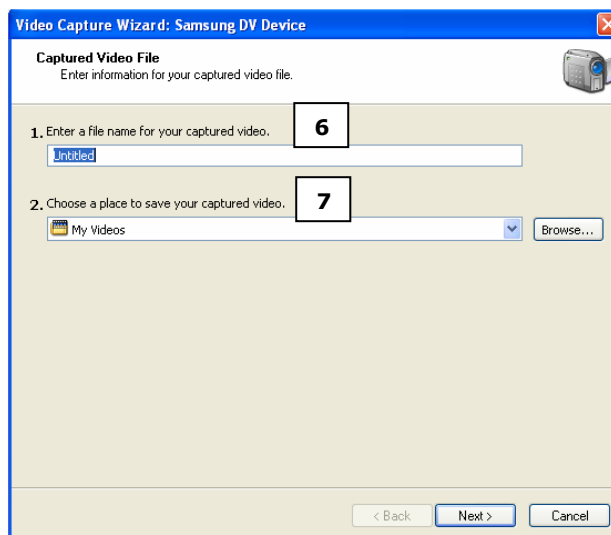 Video Capture Wizard: Samsung DV Device
Captured Video File
Enter information for your captured video file.
1. Enter a file name for your captured video.
6
Untitled
2. Choose a place to save your captured video.
7
My Videos
Browse...
< Back
Next >
Cancel